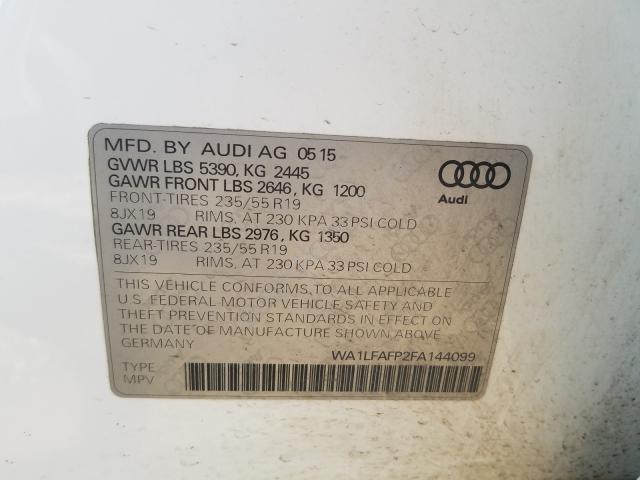 MFD. BY AUDI AG 05 15
GVWR LBS 5390, KG 2445
GAWR FRONT LBS 2646, KG 1200
FRONT-TIRES 235/55 R19
8JX19 RIMS, AT 230 KPA 33 PSI COLD
GAWR REAR LBS 2976, KG 1350
REAR-TIRES 235/55 R19
8JX19 RIMS, AT 230 KPA 33 PSI COLD
Audi
THIS VEHICLE CONFORMS TO ALL APPLICABLE
U.S. FEDERAL MOTOR VEHICLE SAFETY AND
THEFT PREVENTION STANDARDS IN EFFECT ON
THE DATE OF MANUFACTURE SHOWN ABOVE
GERMANY
WA1LFAFP2FA144099
TYPE
MPV